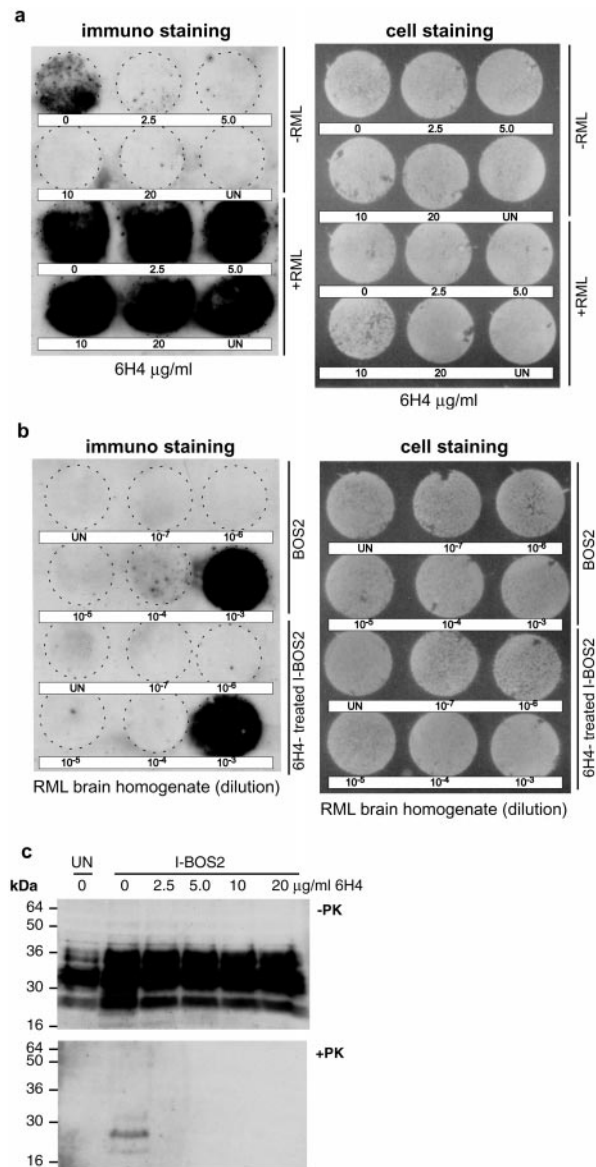 a
immuno staining
cell staining
0 2.5 5.0
10 20 UN
0 2.5 5.0
10 20 UN
-RML
+RML
6H4 µg/ml
0 2.5 5.0
10 20 UN
0 2.5 5.0
10 20 UN
-RML
+RML
6H4 µg/ml
b
immuno staining
cell staining
UN 10-7 10-6
10-5 10-4 10-3
UN 10-7 10-6
10-5 10-4 10-3
BOS2
6H4- treated I-BOS2
RML brain homogenate (dilution)
UN 10-7 10-6
10-5 10-4 10-3
UN 10-7 10-6
10-5 10-4 10-3
BOS2
6H4- treated I-BOS2
RML brain homogenate (dilution)
c
UN I-BOS2
kDa 0 0 2.5 5.0 10 20 µg/ml 6H4
64
50
36
30
16
-PK
64
50
36
30
16
+PK